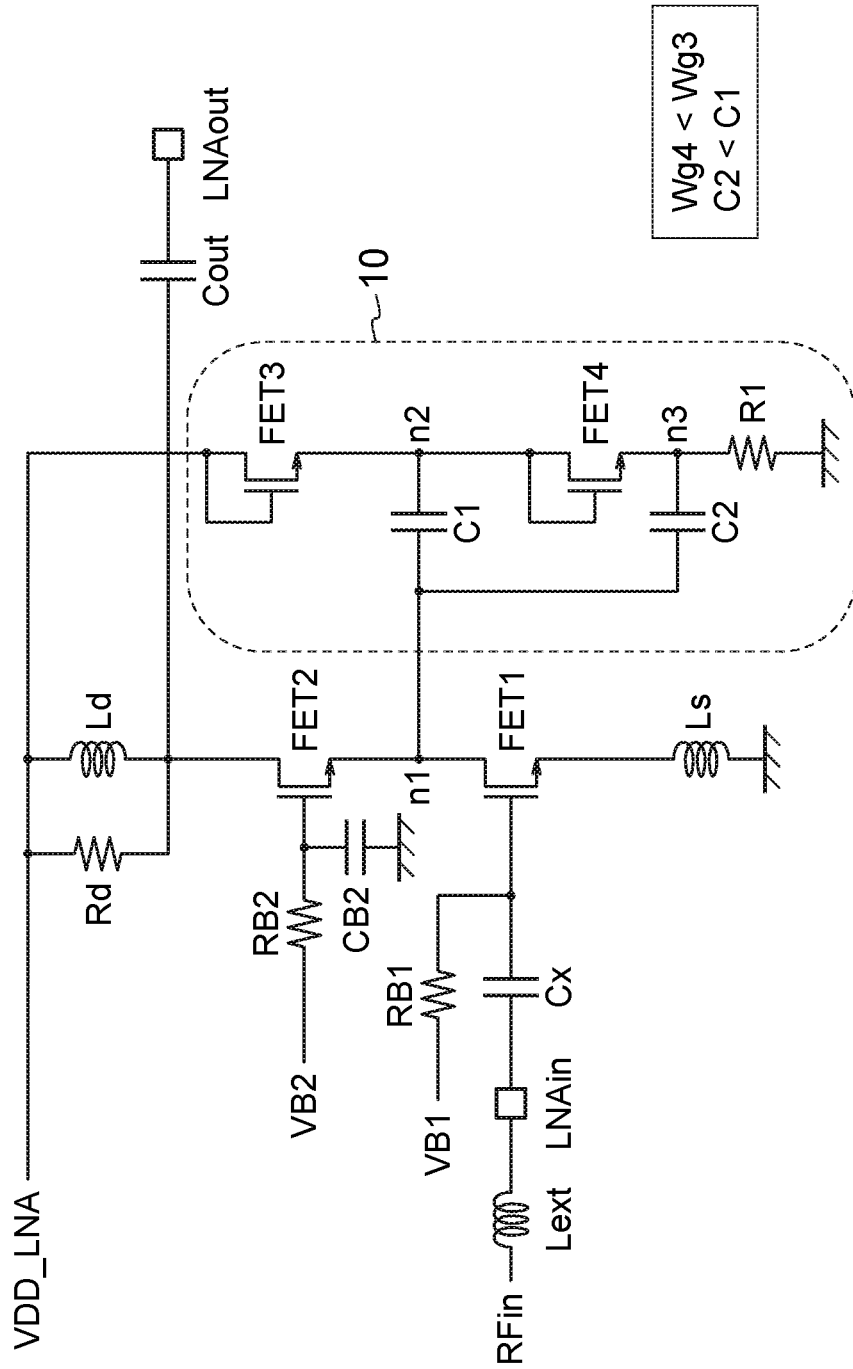 VDD_LNA
Rd
Ld
Cout
LNAout
10
RB2
VB2
CB2
FET2
FET3
n1
n2
C1
RB1
VB1
FET1
FET4
n3
C2
R1
RFin
Lext
LNAin
Cx
Ls
Wg4 < Wg3
C2 < C1